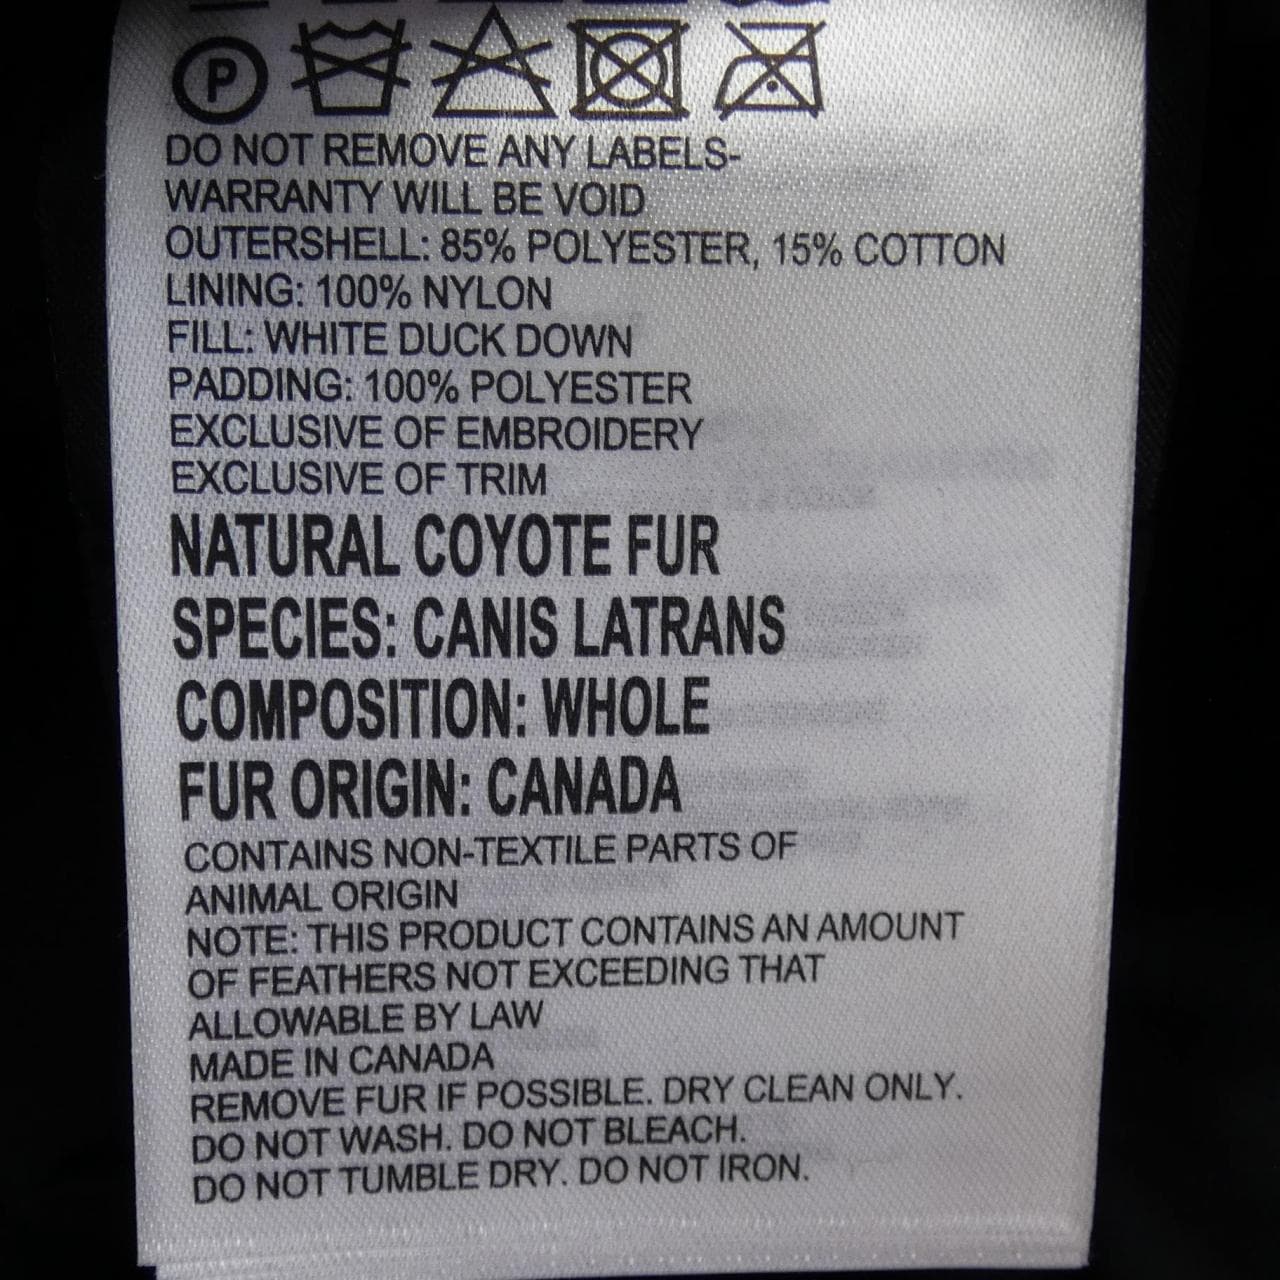 P
DO NOT REMOVE ANY LABELS-
WARRANTY WILL BE VOID
OUTERSHELL: 85% POLYESTER, 15% COTTON
LINING: 100% NYLON
FILL: WHITE DUCK DOWN
PADDING: 100% POLYESTER
EXCLUSIVE OF EMBROIDERY
EXCLUSIVE OF TRIM
NATURAL COYOTE FUR
SPECIES: CANIS LATRANS
COMPOSITION: WHOLE
FUR ORIGIN: CANADA
CONTAINS NON-TEXTILE PARTS OF
ANIMAL ORIGIN
NOTE: THIS PRODUCT CONTAINS AN AMOUNT
OF FEATHERS NOT EXCEEDING THAT
ALLOWABLE BY LAW
MADE IN CANADA
REMOVE FUR IF POSSIBLE. DRY CLEAN ONLY.
DO NOT WASH. DO NOT BLEACH.
DO NOT TUMBLE DRY. DO NOT IRON.